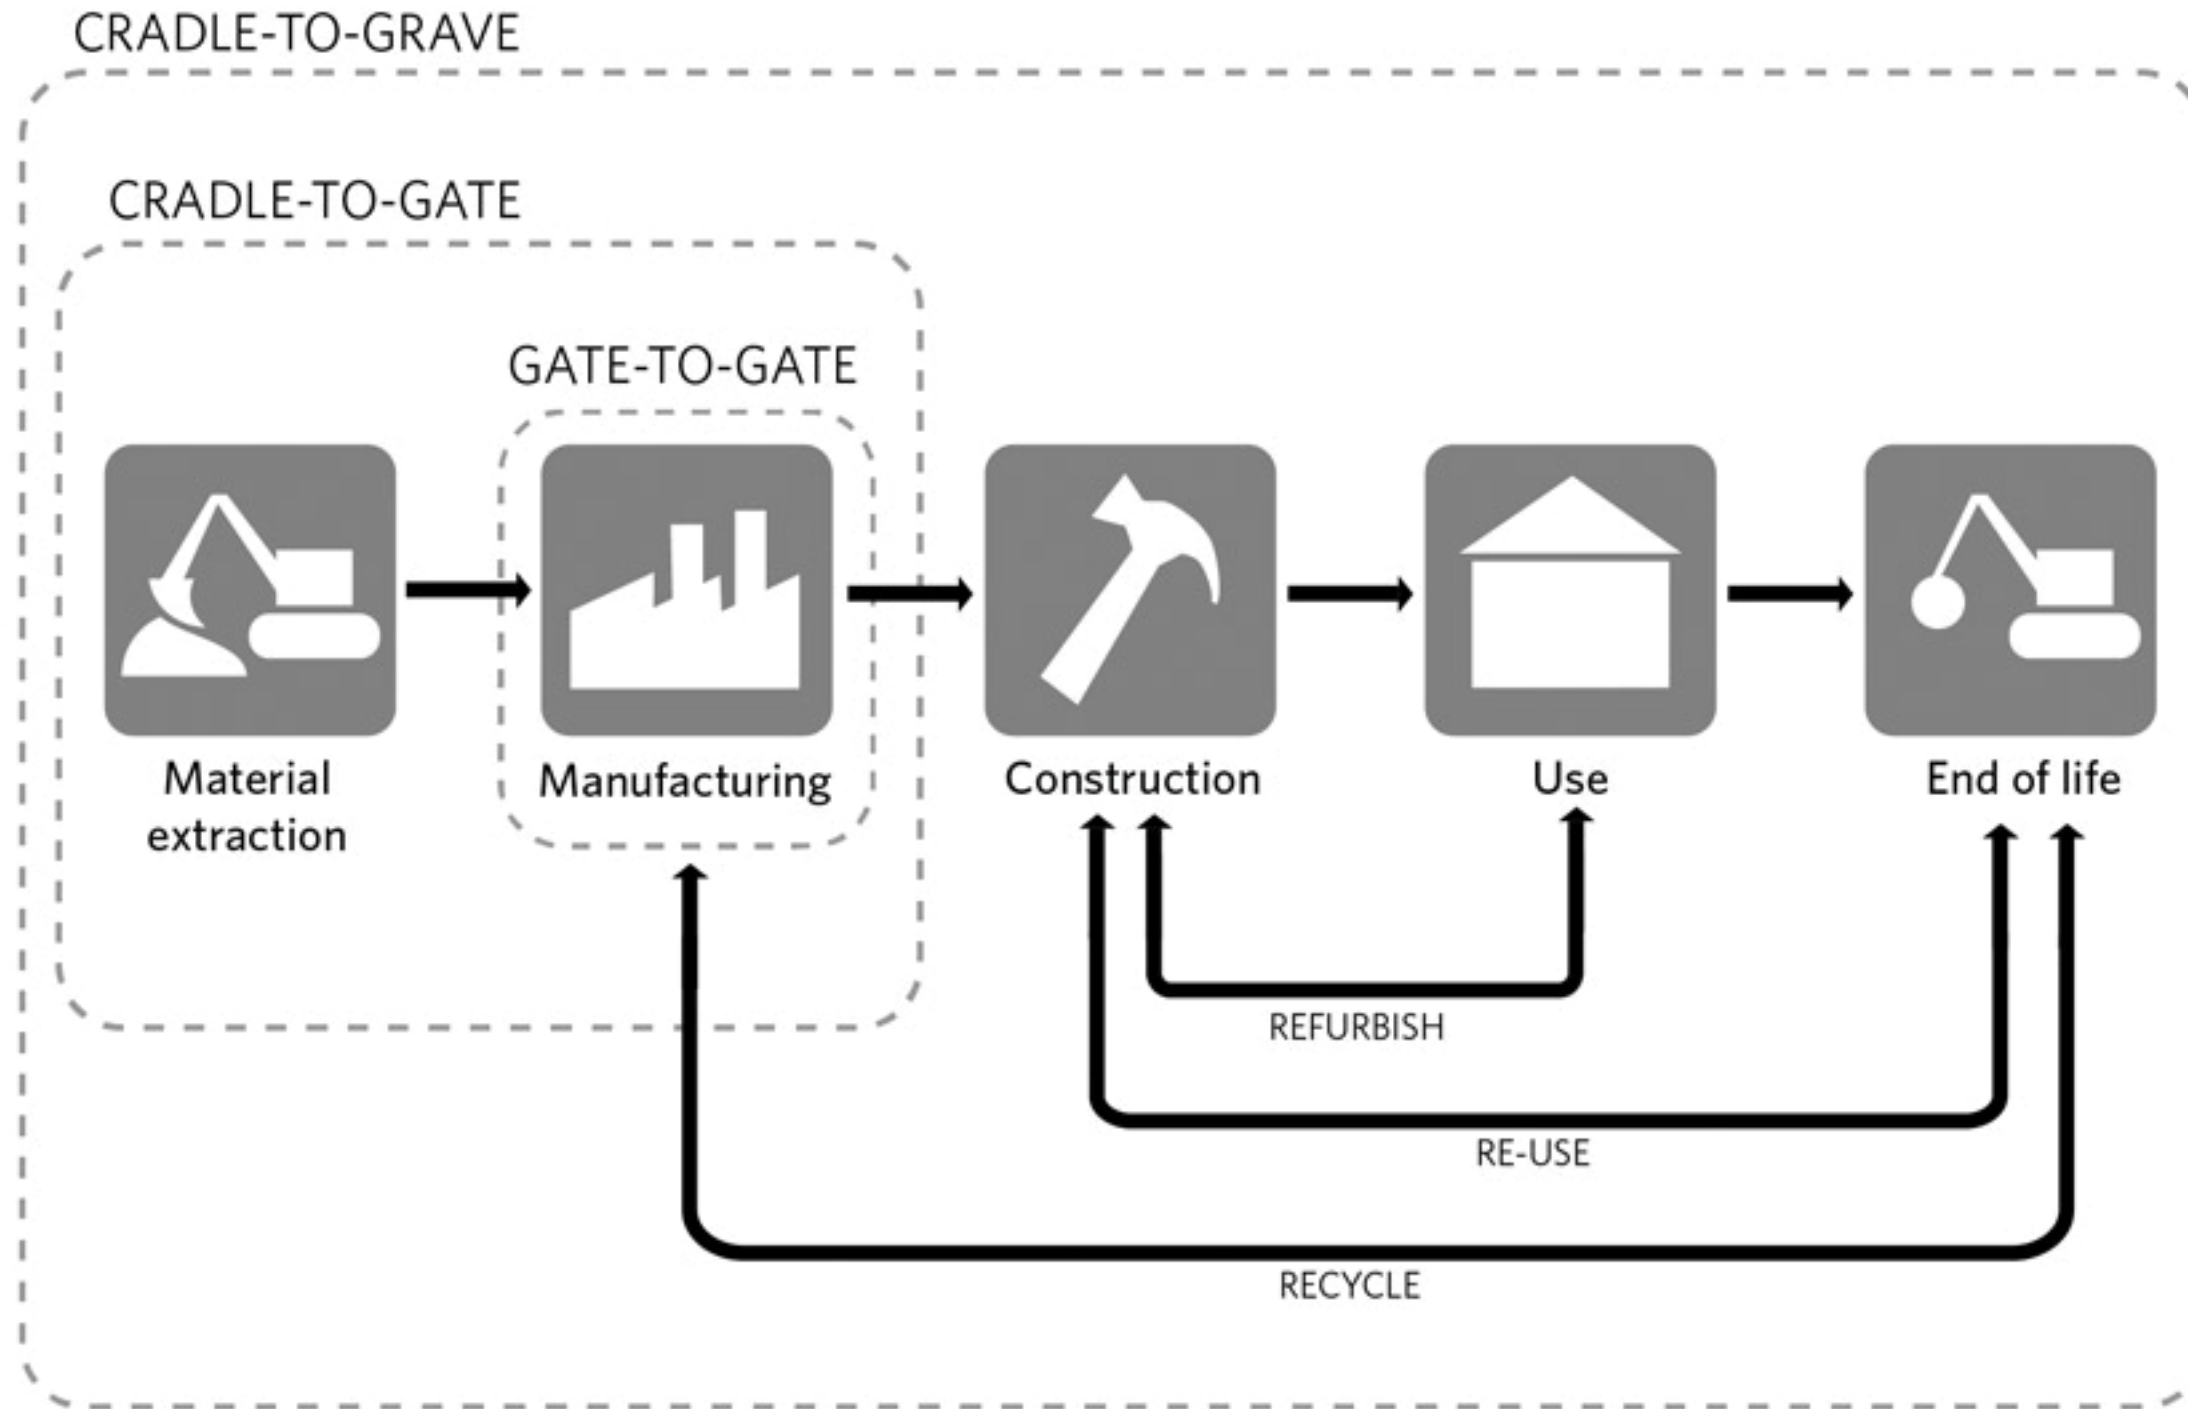 CRADLE-TO-GRAVE
CRADLE-TO-GATE
GATE-TO-GATE
Material
extraction
Manufacturing
Construction
Use
End of life
REFURBISH
RE-USE
RECYCLE